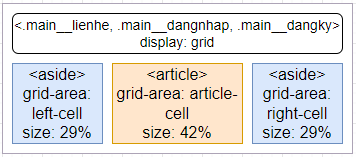 <.main__lienhe, .main__dangnhap, .main__dangky>
display: grid
<aside>
grid-area:
left-cell
size: 29%
<article>
grid-area: article-
cell
size: 42%
<aside>
grid-area:
right-cell
size: 29%